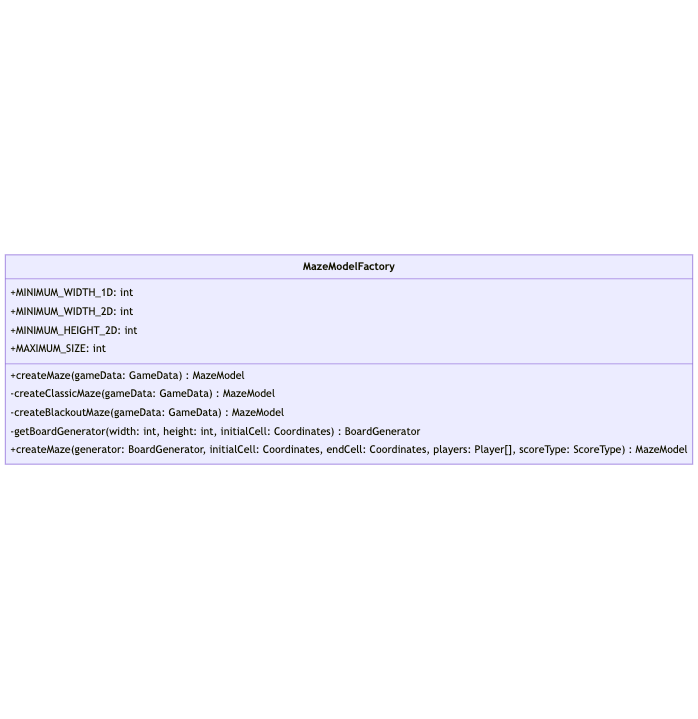 MazeModelFactory
+MINIMUM_WIDTH_1D: int
+MINIMUM_WIDTH_2D: int
+MINIMUM_HEIGHT_2D: int
+MAXIMUM_SIZE: int
+createMaze(gameData: GameData) : MazeModel
-createClassicMaze(gameData: GameData) : MazeModel
-createBlackoutMaze(gameData: GameData) : MazeModel
-getBoardGenerator(width: int, height: int, initialCell: Coordinates) : BoardGenerator
+createMaze(generator: BoardGenerator, initialCell: Coordinates, endCell: Coordinates, players: Player[], scoreType: ScoreType) : MazeModel